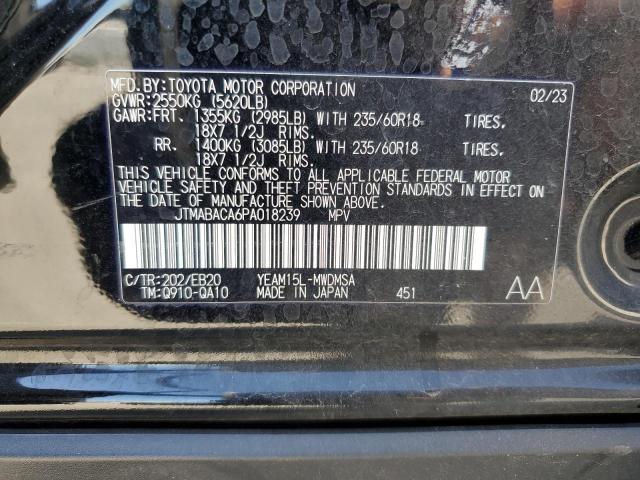 MFD.BY:TOYOTA MOTOR CORPORATION 02/23
GVWR:2550KG (5620LB)
GAWR:FRT. 1355KG (2985LB) WITH 235/60R18 TIRES.
18X7 1/2J RIMS.
RR. 1400KG (3085LB) WITH 235/60R18 TIRES.
18X7 1/2J RIMS.
THIS VEHICLE CONFORMS TO ALL APPLICABLE FEDERAL MOTOR
VEHICLE SAFETY AND THEFT PREVENTION STANDARDS IN EFFECT ON
THE DATE OF MANUFACTURE SHOWN ABOVE.
JTMABACA6PA018239 MPV
C/TR:202/EB20 YEAM15L-MWDMSA
TM:Q910-QA10 MADE IN JAPAN 451 AA